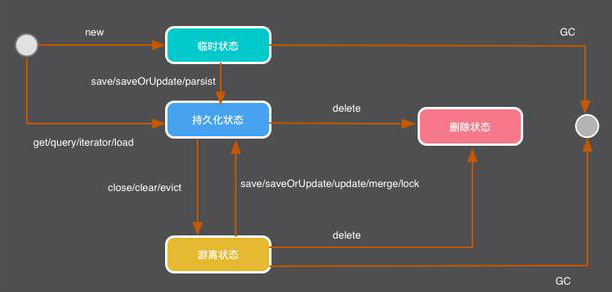 new
GC
临时状态
save/saveOrUpdate/parsist
持久化状态
delete
删除状态
get/query/iterator/load
close/clear/evict
save/saveOrUpdate/update/merge/lock
delete
游离状态
GC